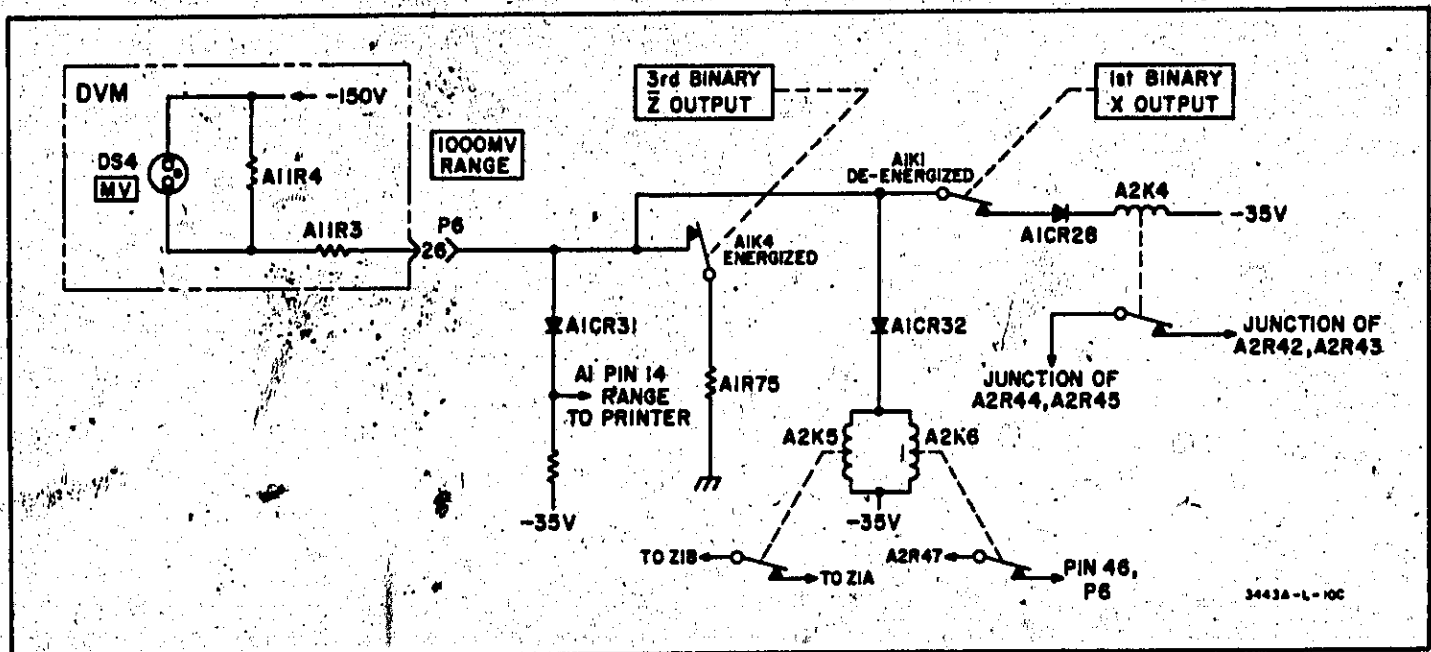 DVM
-150V
DS4
MV
A11R4
A11R3
1000MV
RANGE
P6
26
3rd BINARY
Z̅ OUTPUT
1st BINARY
X OUTPUT
A1K1
DE-ENERGIZED
A2K4
-35V
A1CR28
A1K4
ENERGIZED
A1CR31
A1 PIN 14
RANGE
TO PRINTER
-35V
A1R75
A1CR32
A2K5
A2K6
-35V
JUNCTION OF
A2R42, A2R43
JUNCTION OF
A2R44, A2R45
TO Z1B
TO Z1A
A2R47
PIN 46,
P6
3443A-L-10C